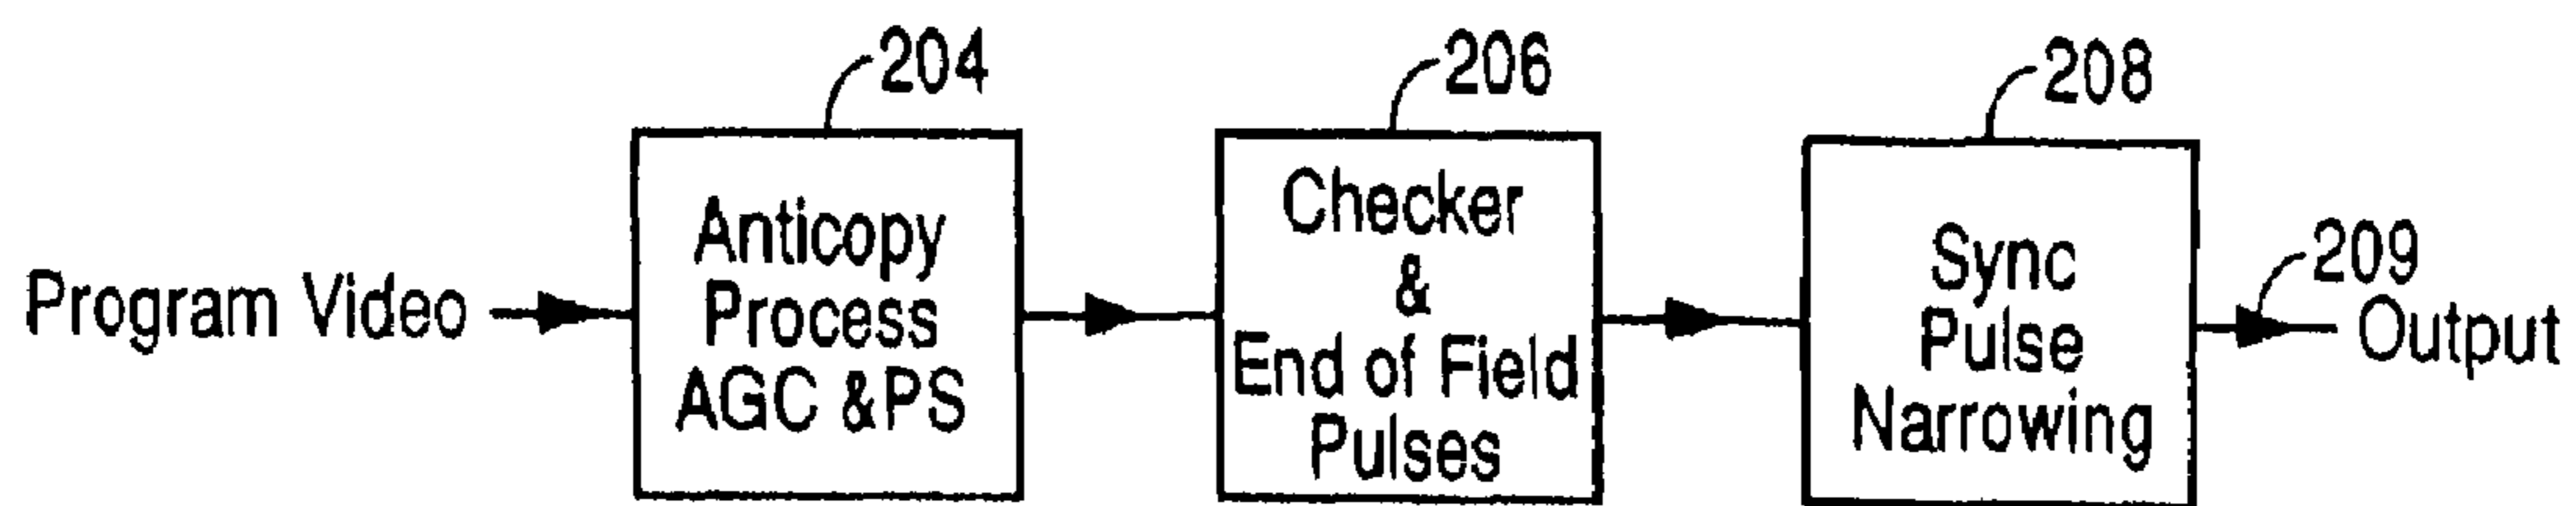 204
206
208
Program Video
Anticopy
Process
AGC &PS
Checker
&
End of Field
Pulses
Sync
Pulse
Narrowing
209
Output